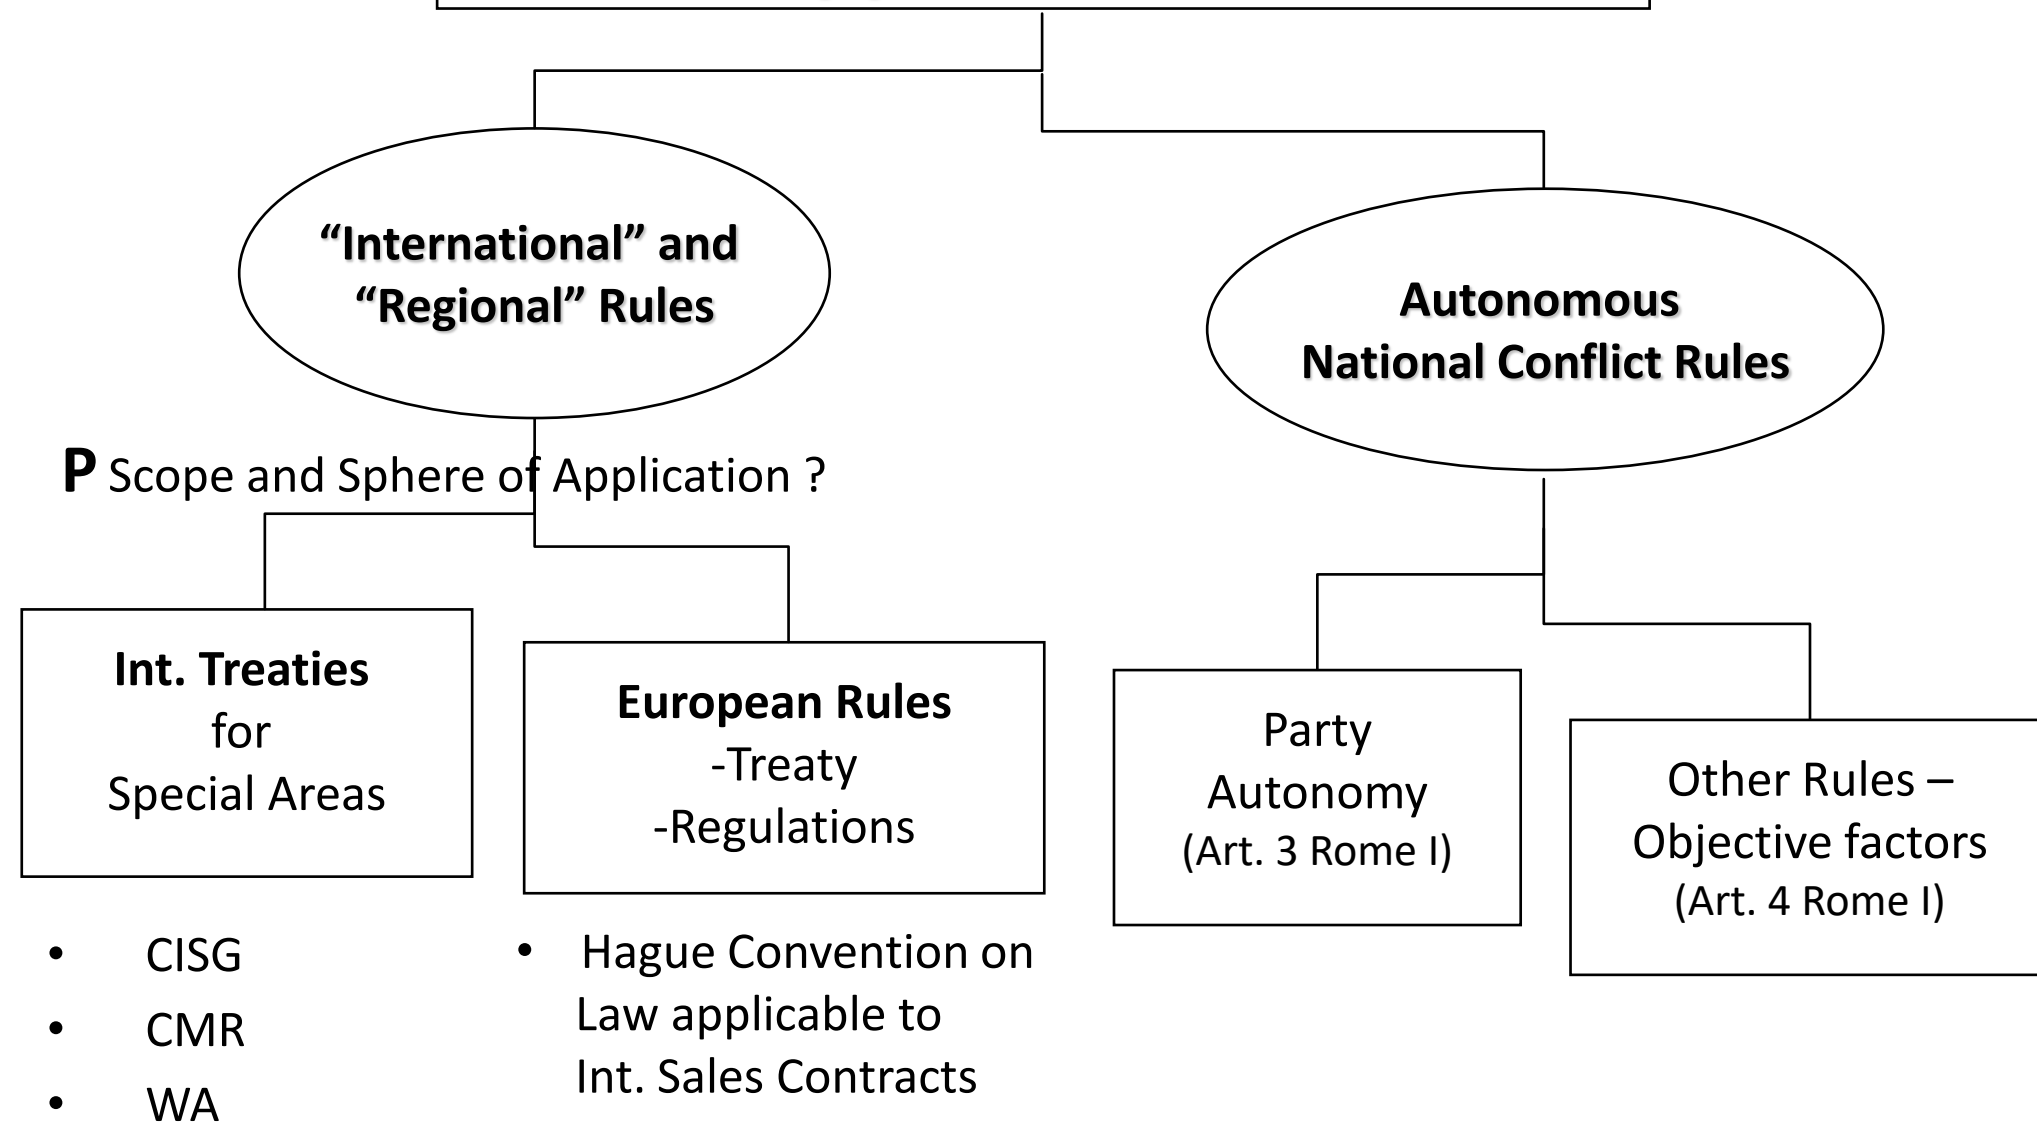 “International” and
“Regional” Rules
Autonomous
National Conflict Rules
P Scope and Sphere of Application ?
Int. Treaties
for
Special Areas
European Rules
-Treaty
-Regulations
Party
Autonomy
(Art. 3 Rome I)
Other Rules –
Objective factors
(Art. 4 Rome I)
• CISG
• CMR
• WA
• Hague Convention on
Law applicable to
Int. Sales Contracts